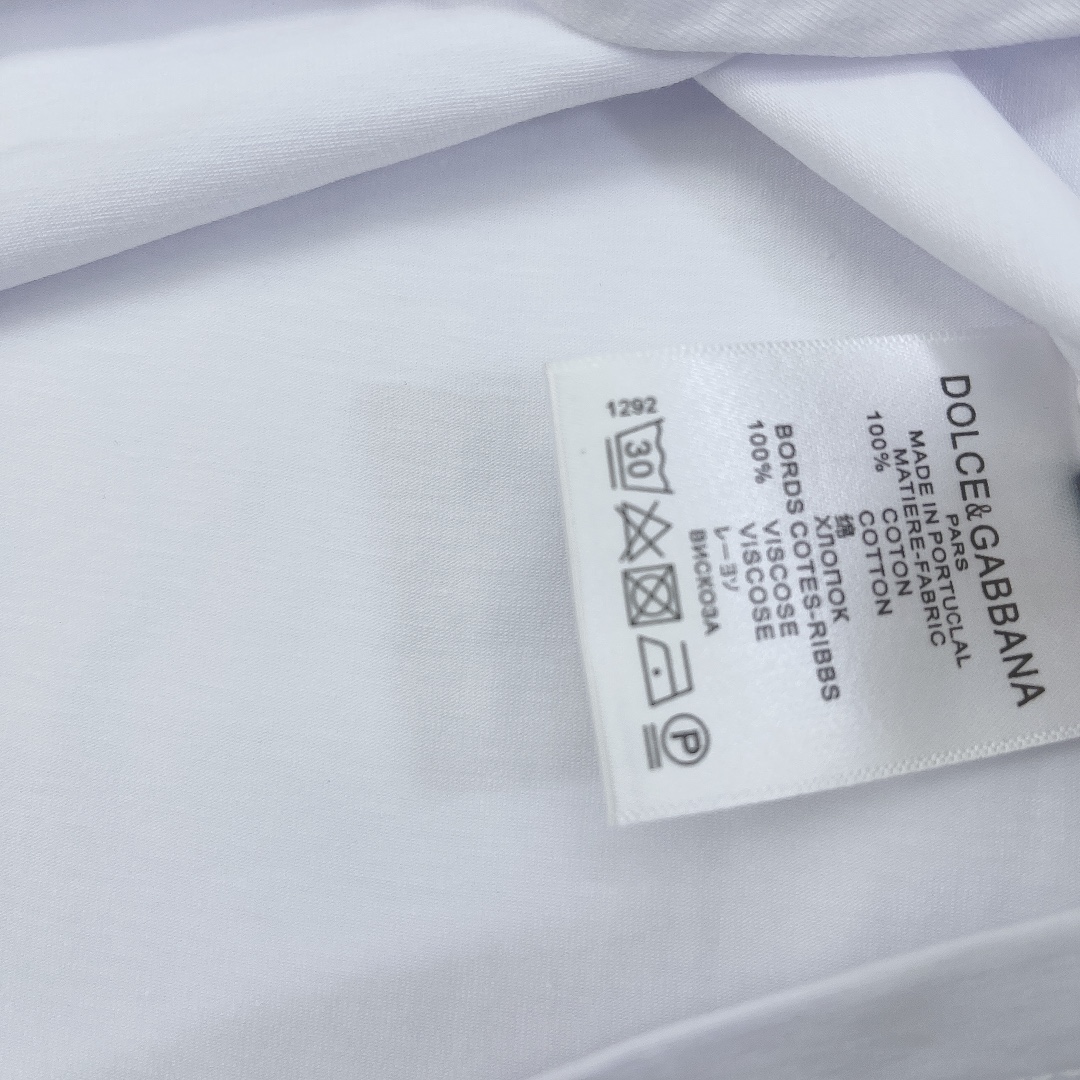 DOLCE&GABBANA
PARS
MADE IN PORTUCLAL
MATIERE-FABRIC
100% COTON
COTTON
绵
ХЛОПОК
BORDS COTES-RIBBS
100% VISCOSE
VISCOSE
レーヨソ
ВИСКОЗА
1292
30
P